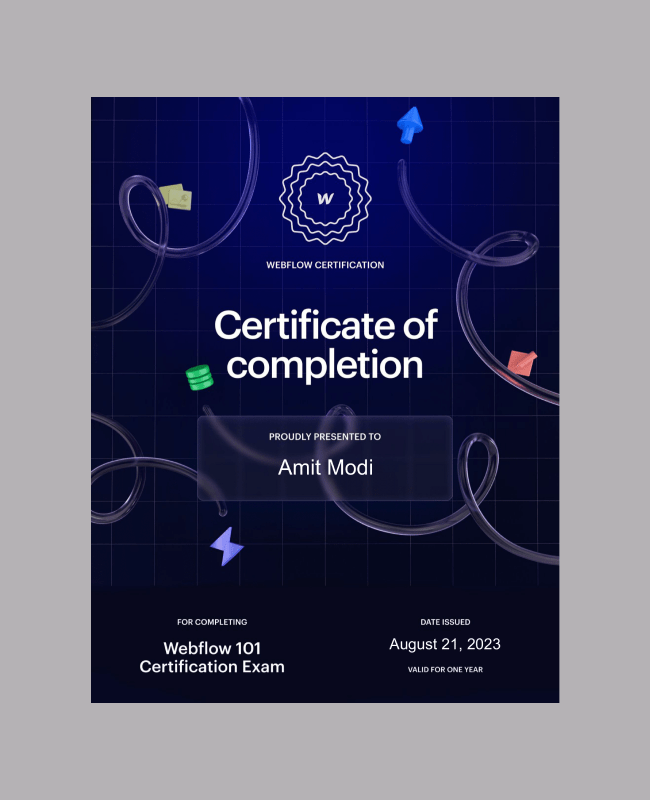 W
WEBFLOW CERTIFICATION
Certificate of
completion
PROUDLY PRESENTED TO
Amit Modi
FOR COMPLETING
Webflow 101
Certification Exam
DATE ISSUED
August 21, 2023
VALID FOR ONE YEAR